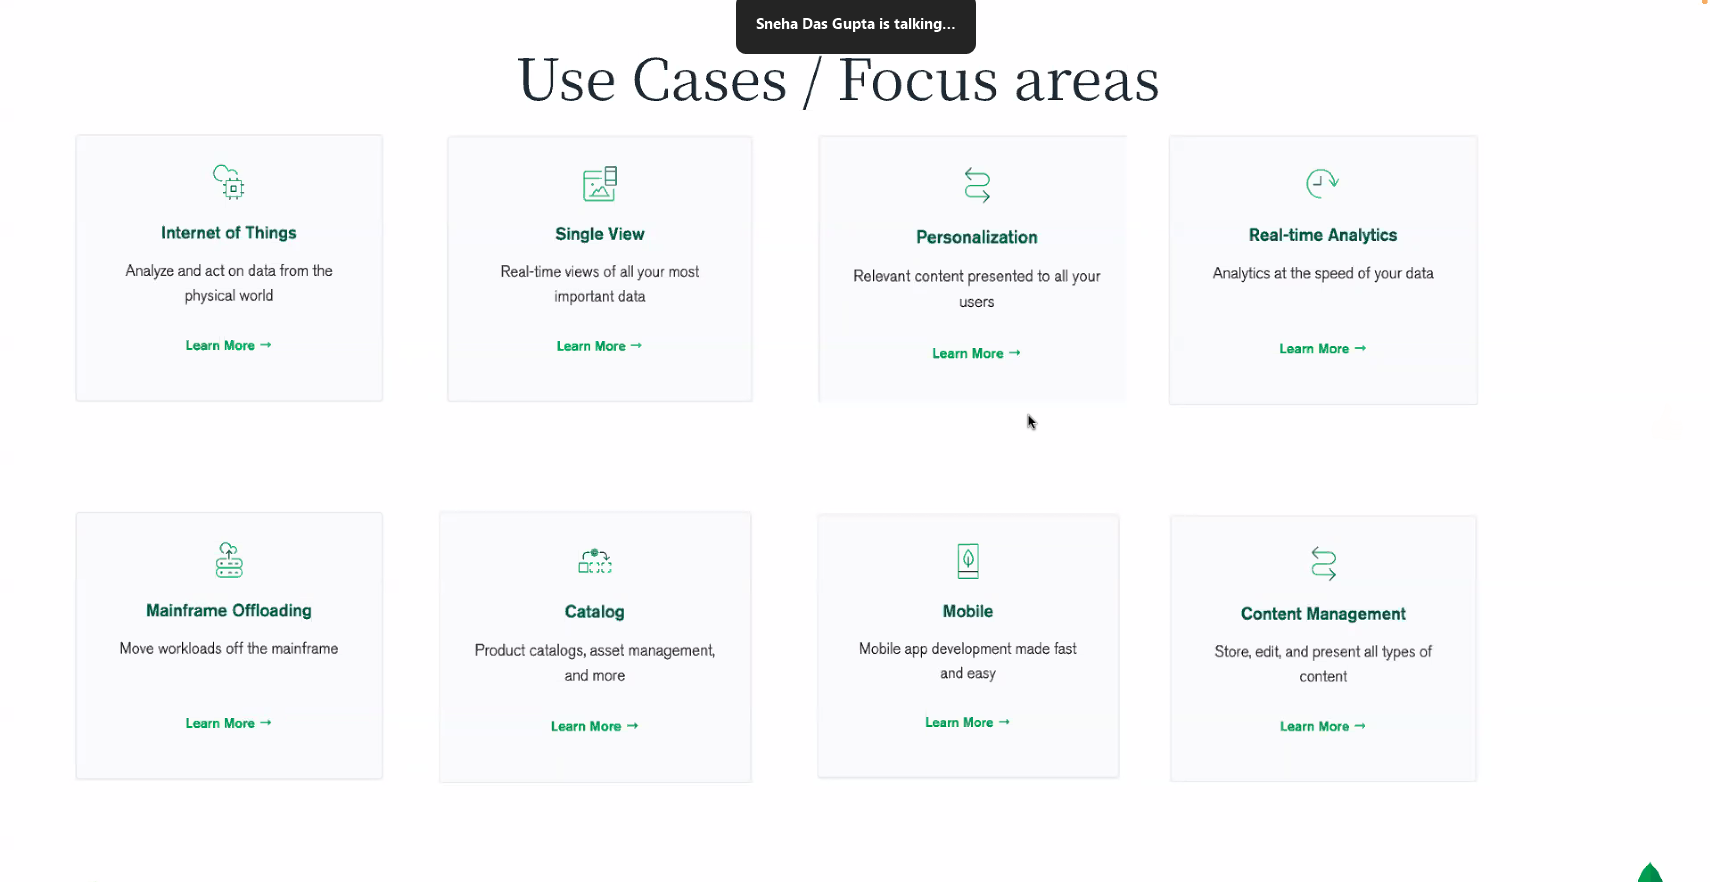 Sneha Das Gupta is talking...
Use Cases / Focus areas
Internet of Things
Analyze and act on data from the
physical world
Learn More →
Single View
Real-time views of all your most
important data
Learn More →
Personalization
Relevant content presented to all your
users
Learn More →
Real-time Analytics
Analytics at the speed of your data
Learn More →
Mainframe Offloading
Move workloads off the mainframe
Learn More →
Catalog
Product catalogs, asset management,
and more
Learn More →
Mobile
Mobile app development made fast
and easy
Learn More →
Content Management
Store, edit, and present all types of
content
Learn More →